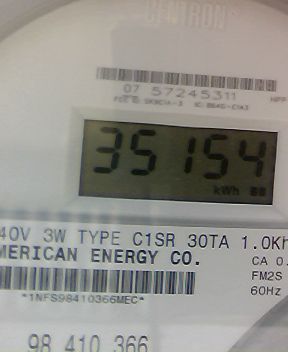 CENTRON
07 57245311
35154
kWh
40V 3W TYPE C1SR 30TA 1.0Kh
MERICAN ENERGY CO.
CA 0.
*1NFS98410366MEC*
FM2S
60Hz
98 410 366